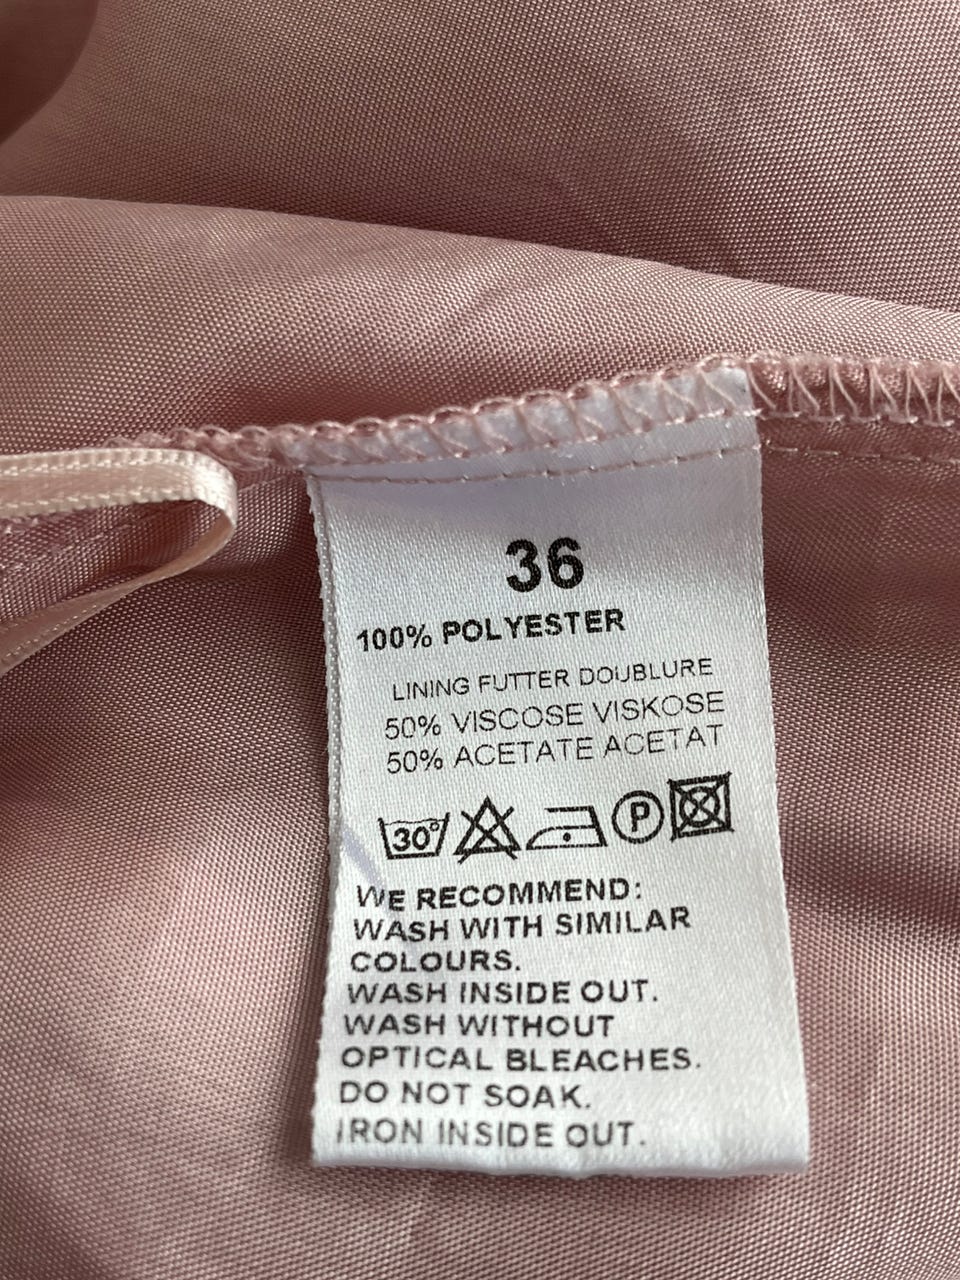 36
100% POLYESTER
LINING FUTTER DOUBLURE
50% VISCOSE VISKOSE
50% ACETATE ACETAT
30° P
WE RECOMMEND:
WASH WITH SIMILAR
COLOURS.
WASH INSIDE OUT.
WASH WITHOUT
OPTICAL BLEACHES.
DO NOT SOAK.
IRON INSIDE OUT.